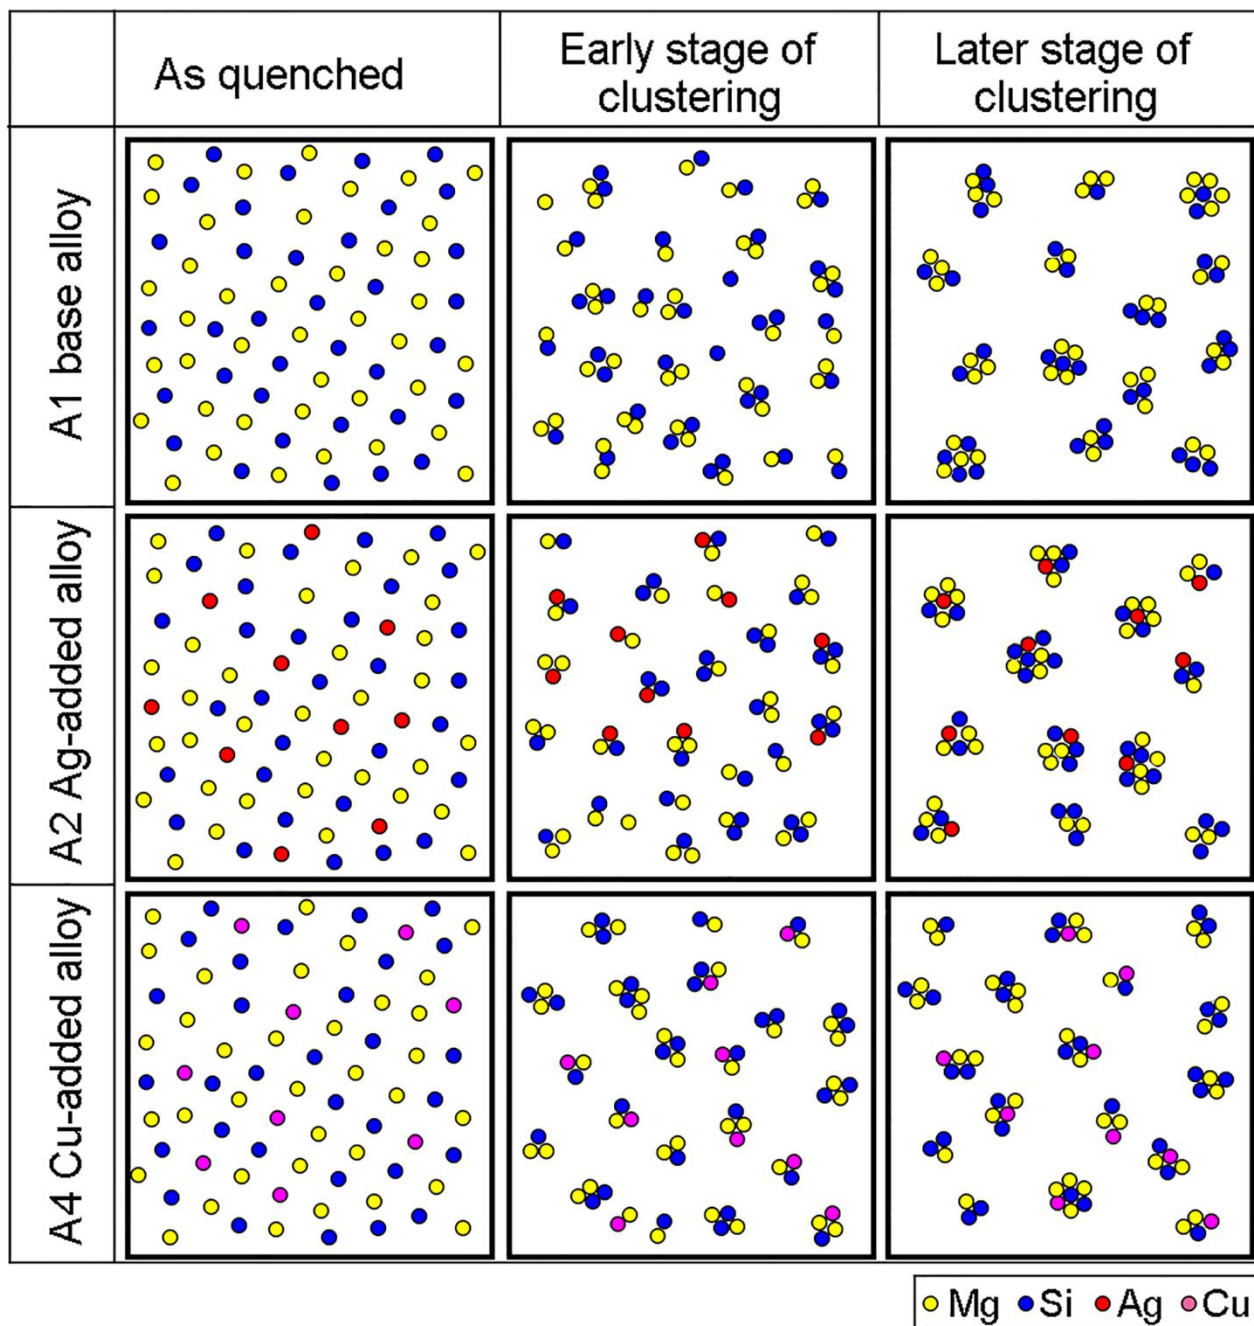 As quenched
Early stage of
clustering
Later stage of
clustering
A1 base alloy
A2 Ag-added alloy
A4 Cu-added alloy
Mg Si Ag Cu